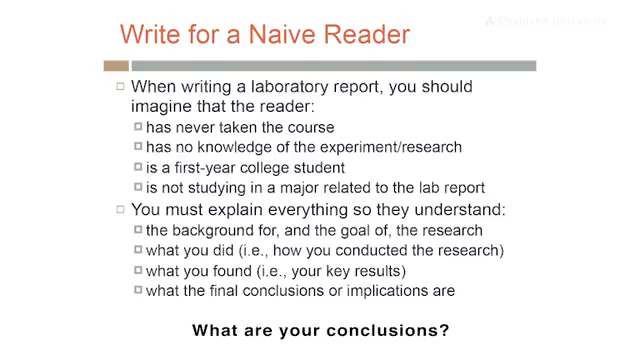 Write for a Naive Reader
When writing a laboratory report, you should
imagine that the reader:
has never taken the course
has no knowledge of the experiment/research
is a first-year college student
is not studying in a major related to the lab report
You must explain everything so they understand:
the background for, and the goal of, the research
what you did (i.e., how you conducted the research)
what you found (i.e., your key results)
what the final conclusions or implications are
What are your conclusions?